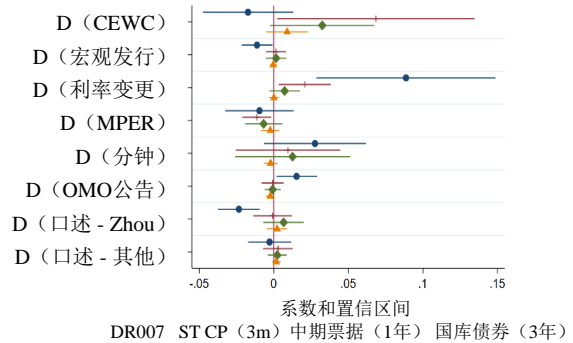 D（CEWC）
D（宏观发行）
D（利率变更）
D（MPER）
D（分钟）
D（OMO公告）
D（口述 - Zhou）
D（口述 - 其他）
-.05 0 .05 .1 .15
系数和置信区间
DR007 ST CP（3m）中期票据（1年） 国库债券（3年）